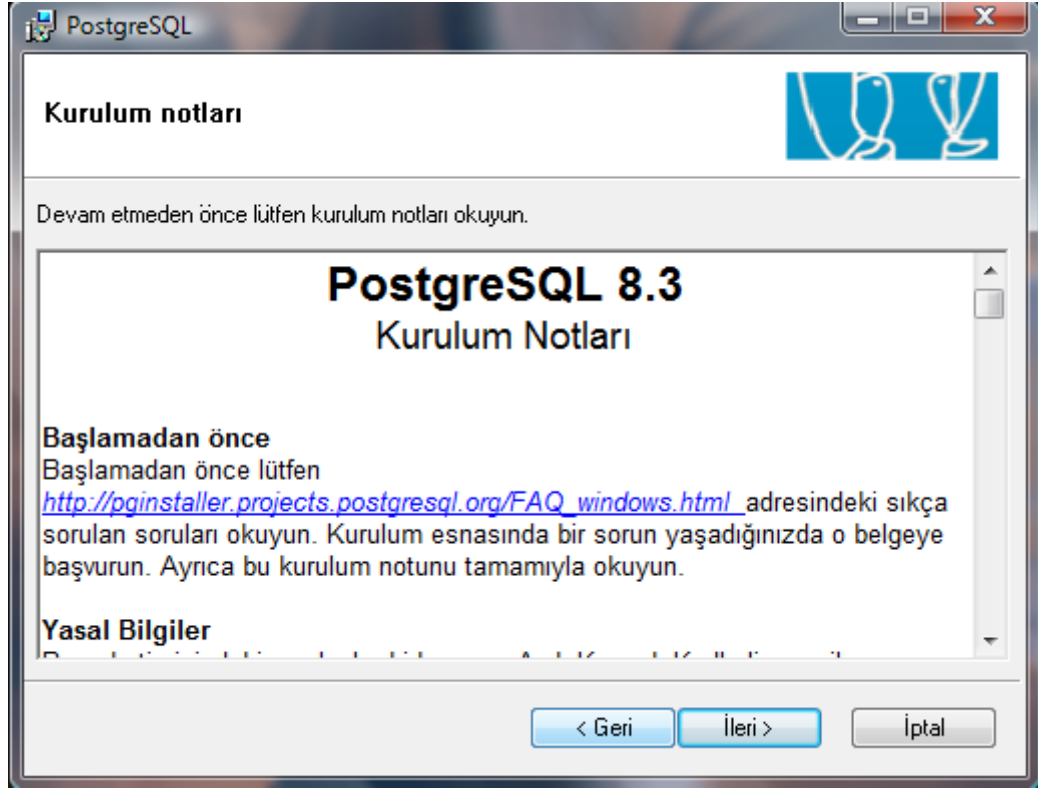 PostgreSQL
Kurulum notları
Devam etmeden önce lütfen kurulum notları okuyun.
PostgreSQL 8.3
Kurulum Notları
Başlamadan önce
Başlamadan önce lütfen
http://pginstaller.projects.postgresql.org/FAQ_windows.html adresindeki sıkça
sorulan soruları okuyun. Kurulum esnasında bir sorun yaşadığınızda o belgeye
başvurun. Ayrıca bu kurulum notunu tamamıyla okuyun.
Yasal Bilgiler
< Geri
İleri >
İptal